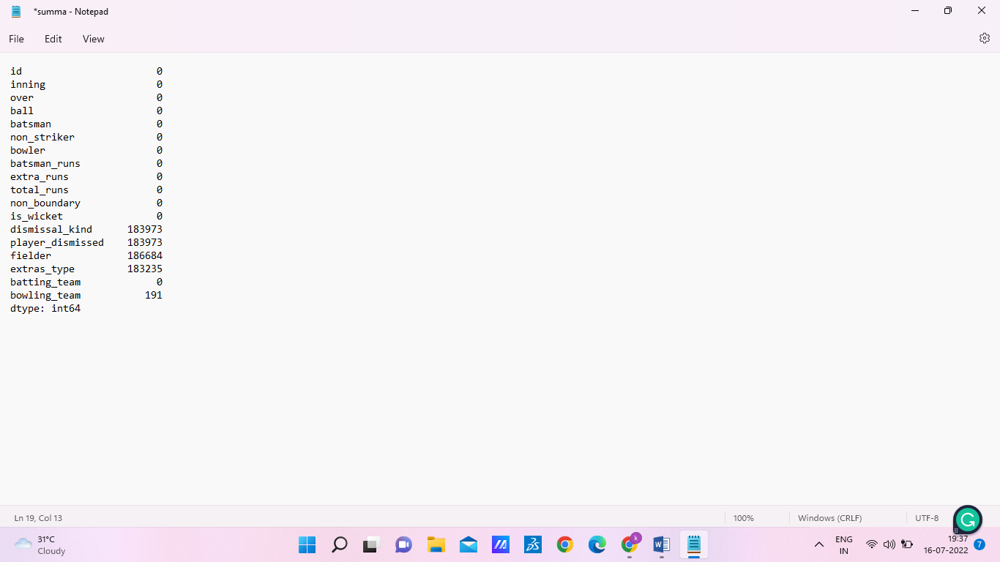 *summa - Notepad
File Edit View
id 0
inning 0
over 0
ball 0
batsman 0
non_striker 0
bowler 0
batsman_runs 0
extra_runs 0
total_runs 0
non_boundary 0
is_wicket 0
dismissal_kind 183973
player_dismissed 183973
fielder 186684
extras_type 183235
batting_team 0
bowling_team 191
dtype: int64
Ln 19, Col 13 100% Windows (CRLF) UTF-8
31°C
Cloudy
k
W
ENG
IN
19:37
16-07-2022
7